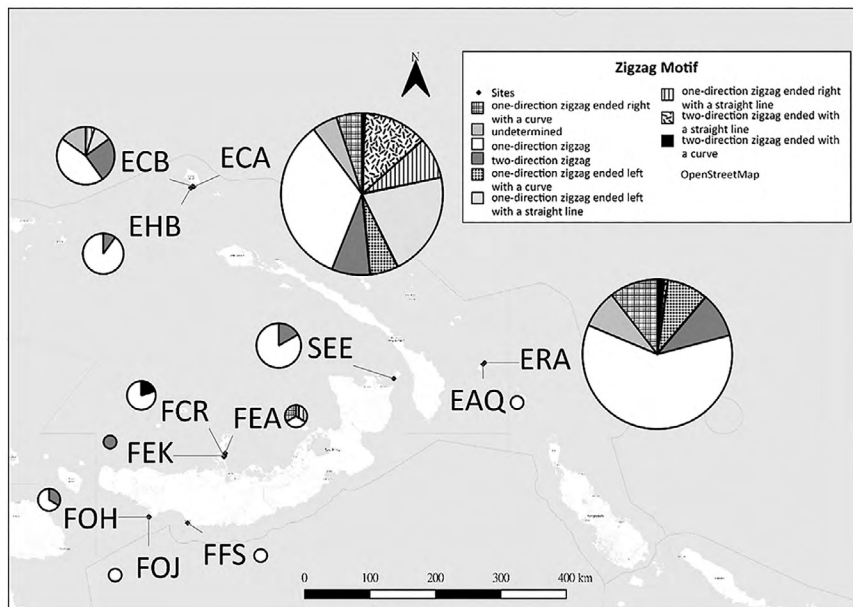 N
Zigzag Motif
Sites
one-direction zigzag ended right
with a curve
undetermined
one-direction zigzag
two-direction zigzag
one-direction zigzag ended left
with a curve
one-direction zigzag ended left
with a straight line
one-direction zigzag ended right
with a straight line
two-direction zigzag ended with
a straight line
two-direction zigzag ended with
a curve
OpenStreetMap
ECB
ECA
EHB
SEE
ERA
EAQ
FCR
FEA
FEK
FOH
FOJ
FFS
0 100 200 300 400 km